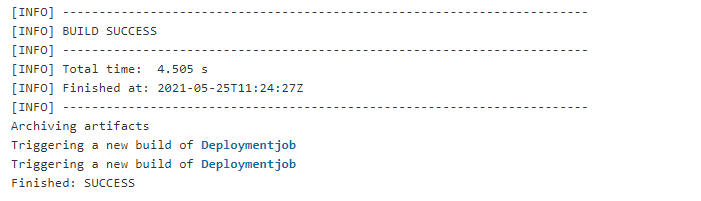 [INFO] ------------------------------------------------------------------------
[INFO] BUILD SUCCESS
[INFO] ------------------------------------------------------------------------
[INFO] Total time:  4.505 s
[INFO] Finished at: 2021-05-25T11:24:27Z
[INFO] ------------------------------------------------------------------------
Archiving artifacts
Triggering a new build of Deploymentjob
Triggering a new build of Deploymentjob
Finished: SUCCESS